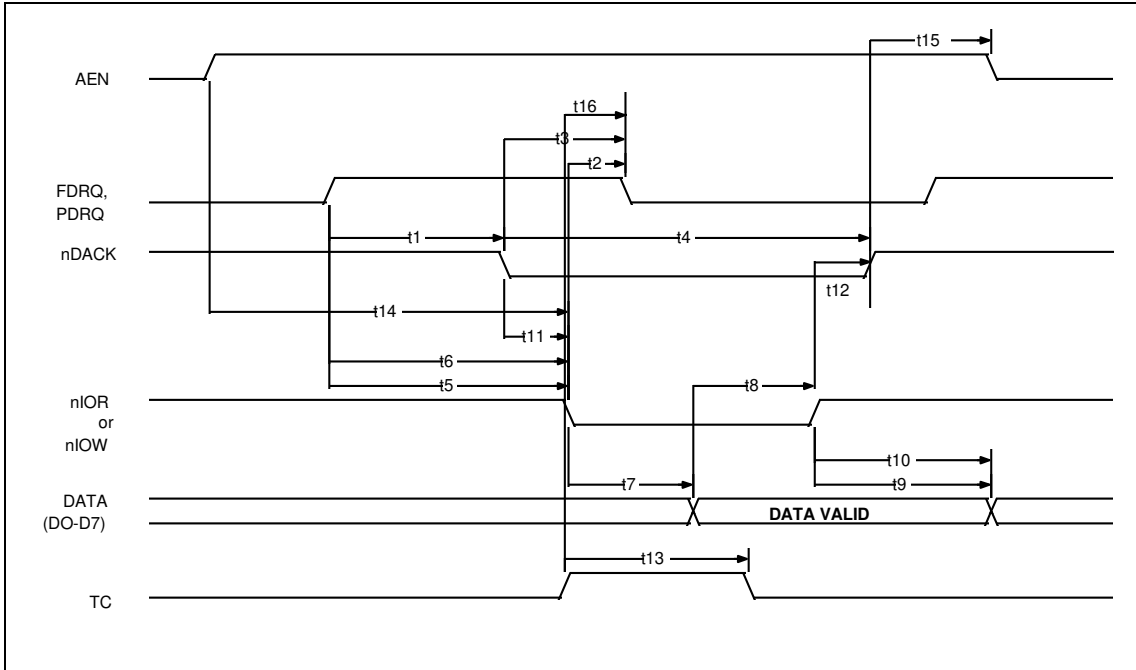 t15
AEN
t16
t3
t2
FDRQ,
PDRQ
t1
t4
nDACK
t12
t14
t11
t6
t5
t8
nIOR
or
nIOW
t10
t7
t9
DATA
(DO-D7)
DATA VALID
t13
TC